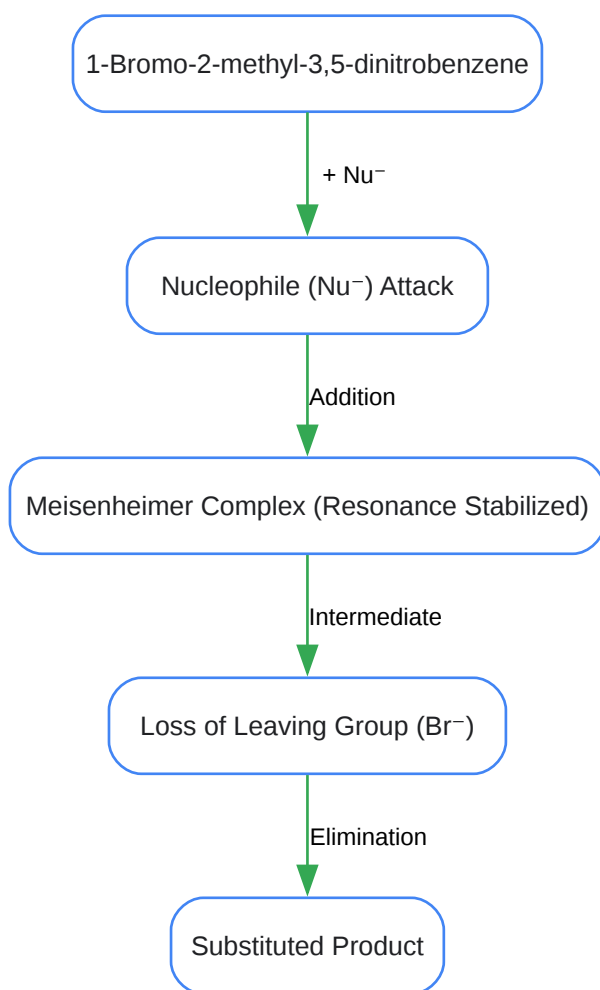 1-Bromo-2-methyl-3,5-dinitrobenzene
+ Nu⁻
Nucleophile (Nu⁻) Attack
Addition
Meisenheimer Complex (Resonance Stabilized)
Intermediate
Loss of Leaving Group (Br⁻)
Elimination
Substituted Product